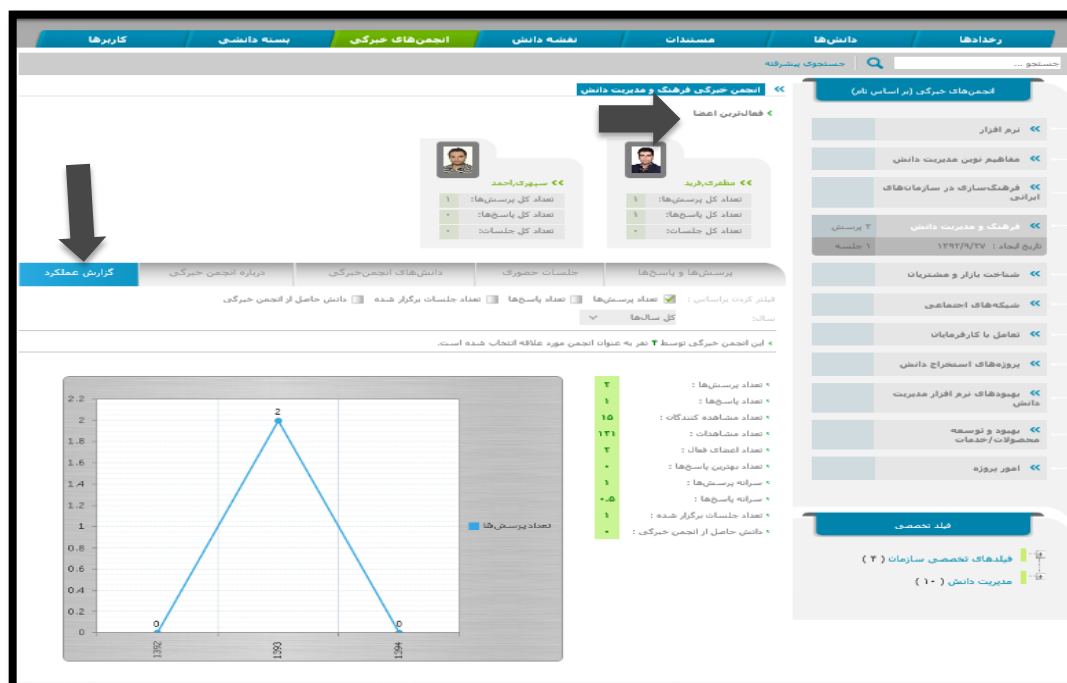 رخدادها
دانش‌ها
مستندات
نقشه دانش
انجمن‌های خبرگی
بسته دانشی
کاربرها
جستجو ...
جستجوی پیشرفته
انجمن‌های خبرگی (بر اساس نام)
نرم افزار
مفاهیم نوین مدیریت دانش
فرهنگ‌سازی در سازمان‌های
ایرانی
فرهنگ و مدیریت دانش
۲ پرسش
تاریخ ایجاد : ۱۳۹۲/۹/۲۷
۱ جلسه
شناخت بازار و مشتریان
شبکه‌های اجتماعی
تعامل با کارفرمایان
پروژه‌های استخراج دانش
بهبودهای نرم افزار مدیریت
دانش
بهبود و توسعه
محصولات/خدمات
امور پروژه
فیلد تخصصی
فیلدهای تخصصی سازمان ( ۴ )
مدیریت دانش ( ۱۰ )
انجمن خبرگی فرهنگ و مدیریت دانش
فعال‌ترین اعضا
مظفری،فرید
تعداد کل پرسش‌ها: ۱
تعداد کل پاسخ‌ها: ۱
تعداد کل جلسات: ۰
سپهری،احمد
تعداد کل پرسش‌ها: ۱
تعداد کل پاسخ‌ها: ۰
تعداد کل جلسات: ۰
پرسش‌ها و پاسخ‌ها
جلسات حضوری
دانش‌های انجمن‌خبرگی
درباره انجمن خبرگی
گزارش عملکرد
فیلتر کردن براساس : تعداد پرسش‌ها تعداد پاسخ‌ها تعداد جلسات برگزار شده دانش حاصل از انجمن خبرگی
سال: کل سال‌ها
این انجمن خبرگی توسط ۲ نفر به عنوان انجمن مورد علاقه انتخاب شده است.
تعداد پرسش‌ها : ۲
تعداد پاسخ‌ها : ۱
تعداد مشاهده کنندگان : ۱۵
تعداد مشاهدات : ۱۲۱
تعداد اعضای فعال : ۲
تعداد بهترین پاسخ‌ها : ۰
سرانه پرسش‌ها : ۱
سرانه پاسخ‌ها : ۰.۵
تعداد جلسات برگزار شده : ۱
دانش حاصل از انجمن خبرگی : ۰
تعداد پرسش‌ها
2.2
2
1.8
1.6
1.4
1.2
1
0.8
0.6
0.4
0.2
0
0
2
0
1392
1393
1394